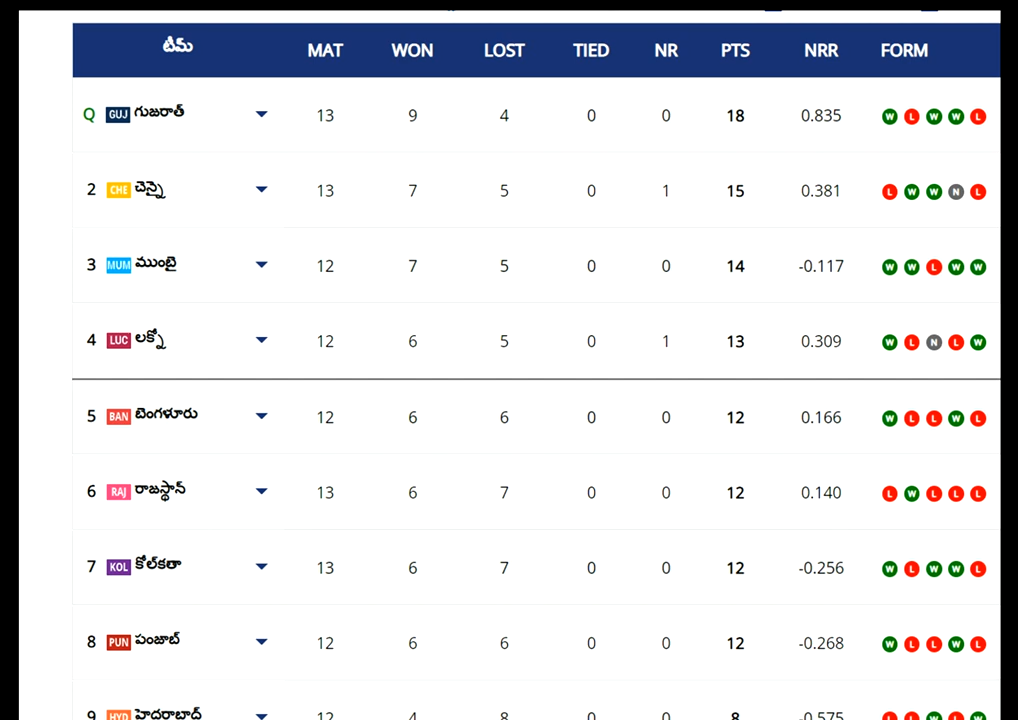 టీమ్ MAT WON LOST TIED NR PTS NRR FORM
Q GUJ గుజరాత్ 13 9 4 0 0 18 0.835 W L W W L
2 CHE చెన్నై 13 7 5 0 1 15 0.381 L W W N L
3 MUM ముంబై 12 7 5 0 0 14 -0.117 W W L W W
4 LUC లక్నో 12 6 5 0 1 13 0.309 W L N L W
5 BAN బెంగళూరు 12 6 6 0 0 12 0.166 W L L W L
6 RAJ రాజస్థాన్ 13 6 7 0 0 12 0.140 L W L L L
7 KOL కోల్‌కతా 13 6 7 0 0 12 -0.256 W L W W L
8 PUN పంజాబ్ 12 6 6 0 0 12 -0.268 W L L W L
9 HYD హైదరాబాద్ 12 4 8 0 0 8 -0.575 L L W L W